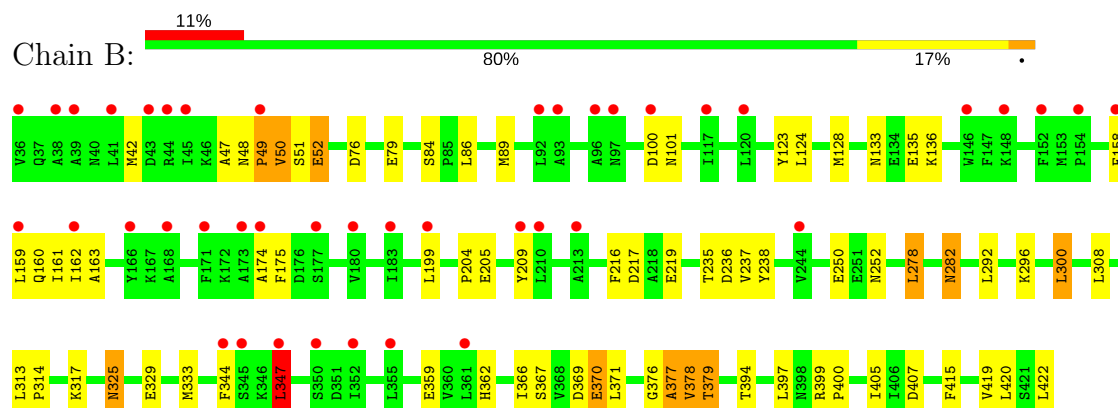 11%
Chain B:
80% 17% •
V36 Q37 A38 A39 N40 L41 M42 D43 R44 I45 K46 A47 N48 P49 V50 S51 E52 D76 E79 S84 P85 L86 M89 L92 A93 A96 N97 D100 N101 I117 L120 Y123 L124 M128 N133 E134 E135 K136 W146 F147 K148 F152 M153 P154
L159 Q160 I161 I162 A163 Y166 K167 A168 F171 K172 A173 A174 F175 D176 S177 V180 I183 L199 P204 E205 Y209 L210 A213 F216 D217 A218 E219 T235 D236 V237 Y238 V244 E250 E251 N252 L278 N282 L292 K296 L300 L308
L313 P314 K317 N325 E329 M333 F344 S345 K346 L347 S350 D351 I352 L355 E359 V360 L361 H362 I366 S367 V368 D369 E370 L371 G376 A377 V378 T379 T394 L397 N398 R399 P400 I405 I406 D407 F415 V419 L420 S421 L422